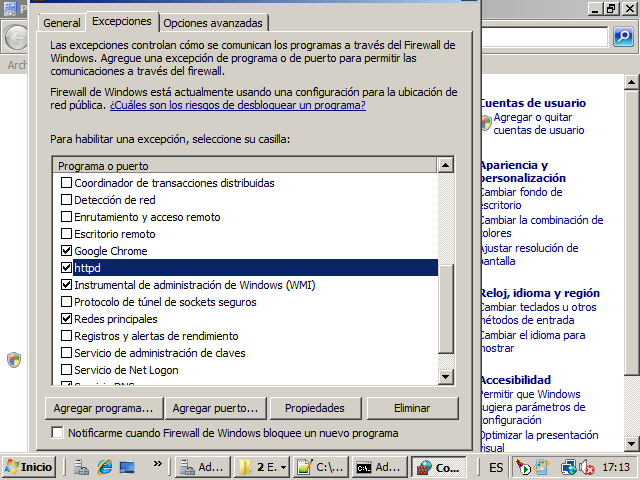 General
Excepciones
Opciones avanzadas
Las excepciones controlan cómo se comunican los programas a través del Firewall de
Windows. Agregue una excepción de programa o de puerto para permitir las
comunicaciones a través del firewall.
Firewall de Windows está actualmente usando una configuración para la ubicación de
red pública. ¿Cuáles son los riesgos de desbloquear un programa?
Para habilitar una excepción, seleccione su casilla:
Programa o puerto
Coordinador de transacciones distribuidas
Detección de red
Enrutamiento y acceso remoto
Escritorio remoto
Google Chrome
httpd
Instrumental de administración de Windows (WMI)
Protocolo de túnel de sockets seguros
Redes principales
Registros y alertas de rendimiento
Servicio de administración de claves
Servicio de Net Logon
Servicio DNS
Agregar programa...
Agregar puerto...
Propiedades
Eliminar
Notificarme cuando Firewall de Windows bloquee un nuevo programa
P
Arch
Cuentas de usuario
Agregar o quitar
cuentas de usuario
Apariencia y
personalización
Cambiar fondo de
escritorio
Cambiar la combinación de
colores
Ajustar resolución de
pantalla
Reloj, idioma y región
Cambiar teclados u otros
métodos de entrada
Cambiar el idioma para
mostrar
Accesibilidad
Permitir que Windows
sugiera parámetros de
configuración
Optimizar la presentación
visual
Inicio
»
Ad...
2 E...
C:\...
Ad...
Co...
ES
17:13